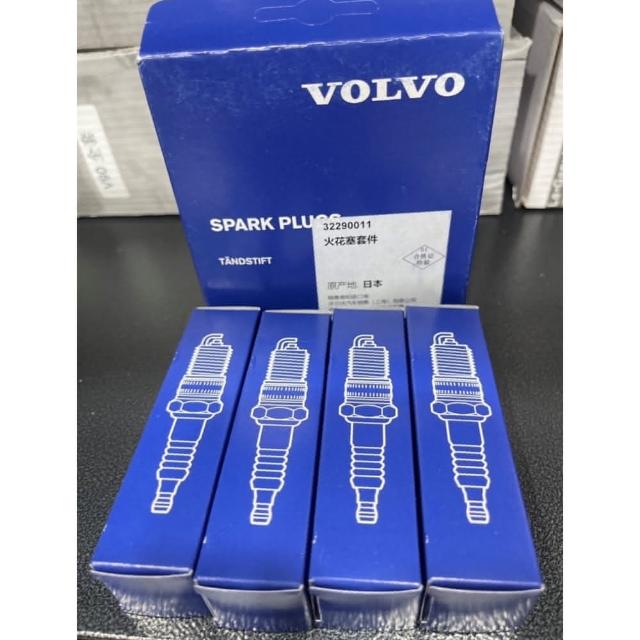 VOLVO
SPARK PLUGS
TÄNDSTIFT
32290011
火花塞套件
原产地 日本